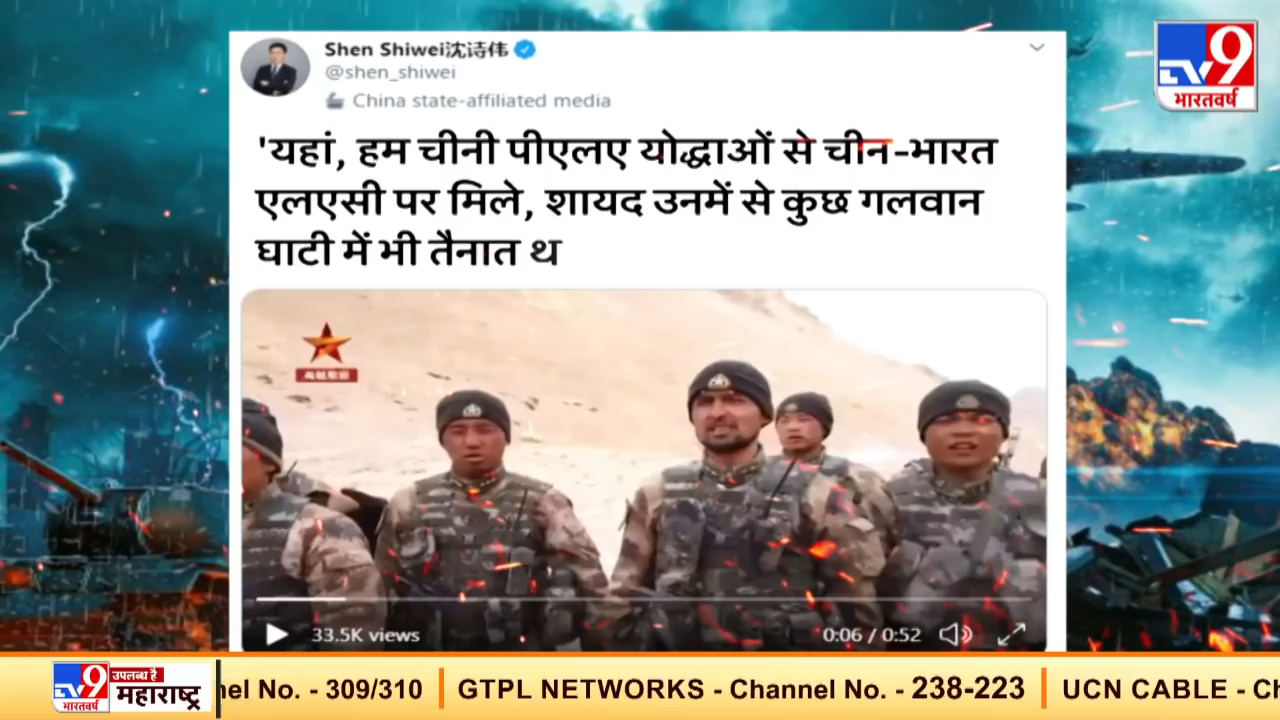 Shen Shiwei沈诗伟
@shen_shiwei
China state-affiliated media
TV9
भारतवर्ष
'यहां, हम चीनी पीएलए योद्धाओं से चीन-भारत
एलएसी पर मिले, शायद उनमें से कुछ गलवान
घाटी में भी तैनात थ
33.5K views
0:06 / 0:52
TV9
भारतवर्ष
उपलब्ध है
महाराष्ट्र
nel No. - 309/310
GTPL NETWORKS - Channel No. - 238-223
UCN CABLE - Ch